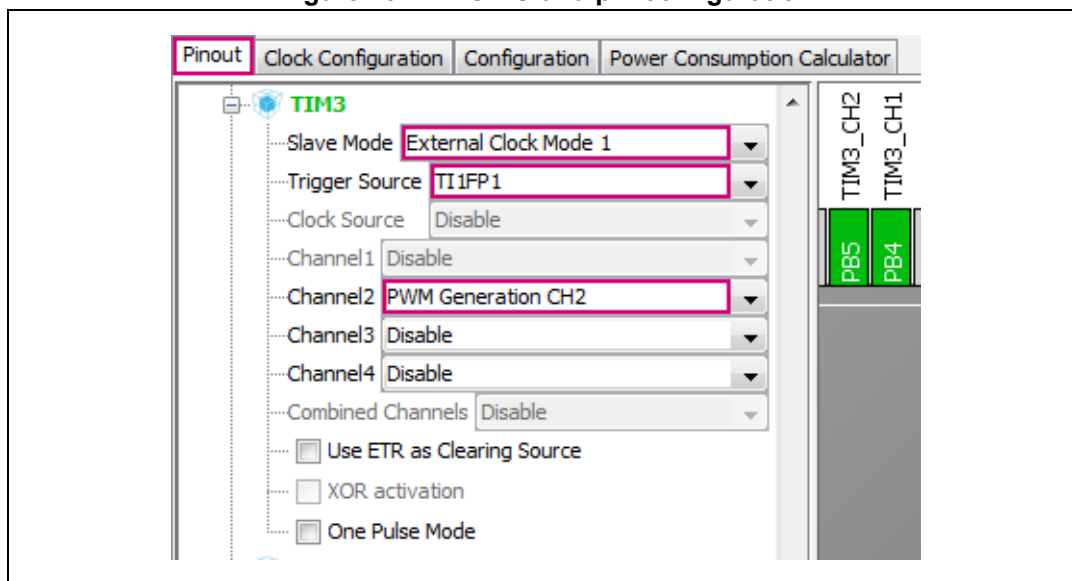 Pinout Clock Configuration Configuration Power Consumption Calculator
TIM3
Slave Mode External Clock Mode 1
Trigger Source TI1FP1
Clock Source Disable
Channel1 Disable
Channel2 PWM Generation CH2
Channel3 Disable
Channel4 Disable
Combined Channels Disable
Use ETR as Clearing Source
XOR activation
One Pulse Mode
TIM3_CH2
TIM3_CH1
PB5
PB4